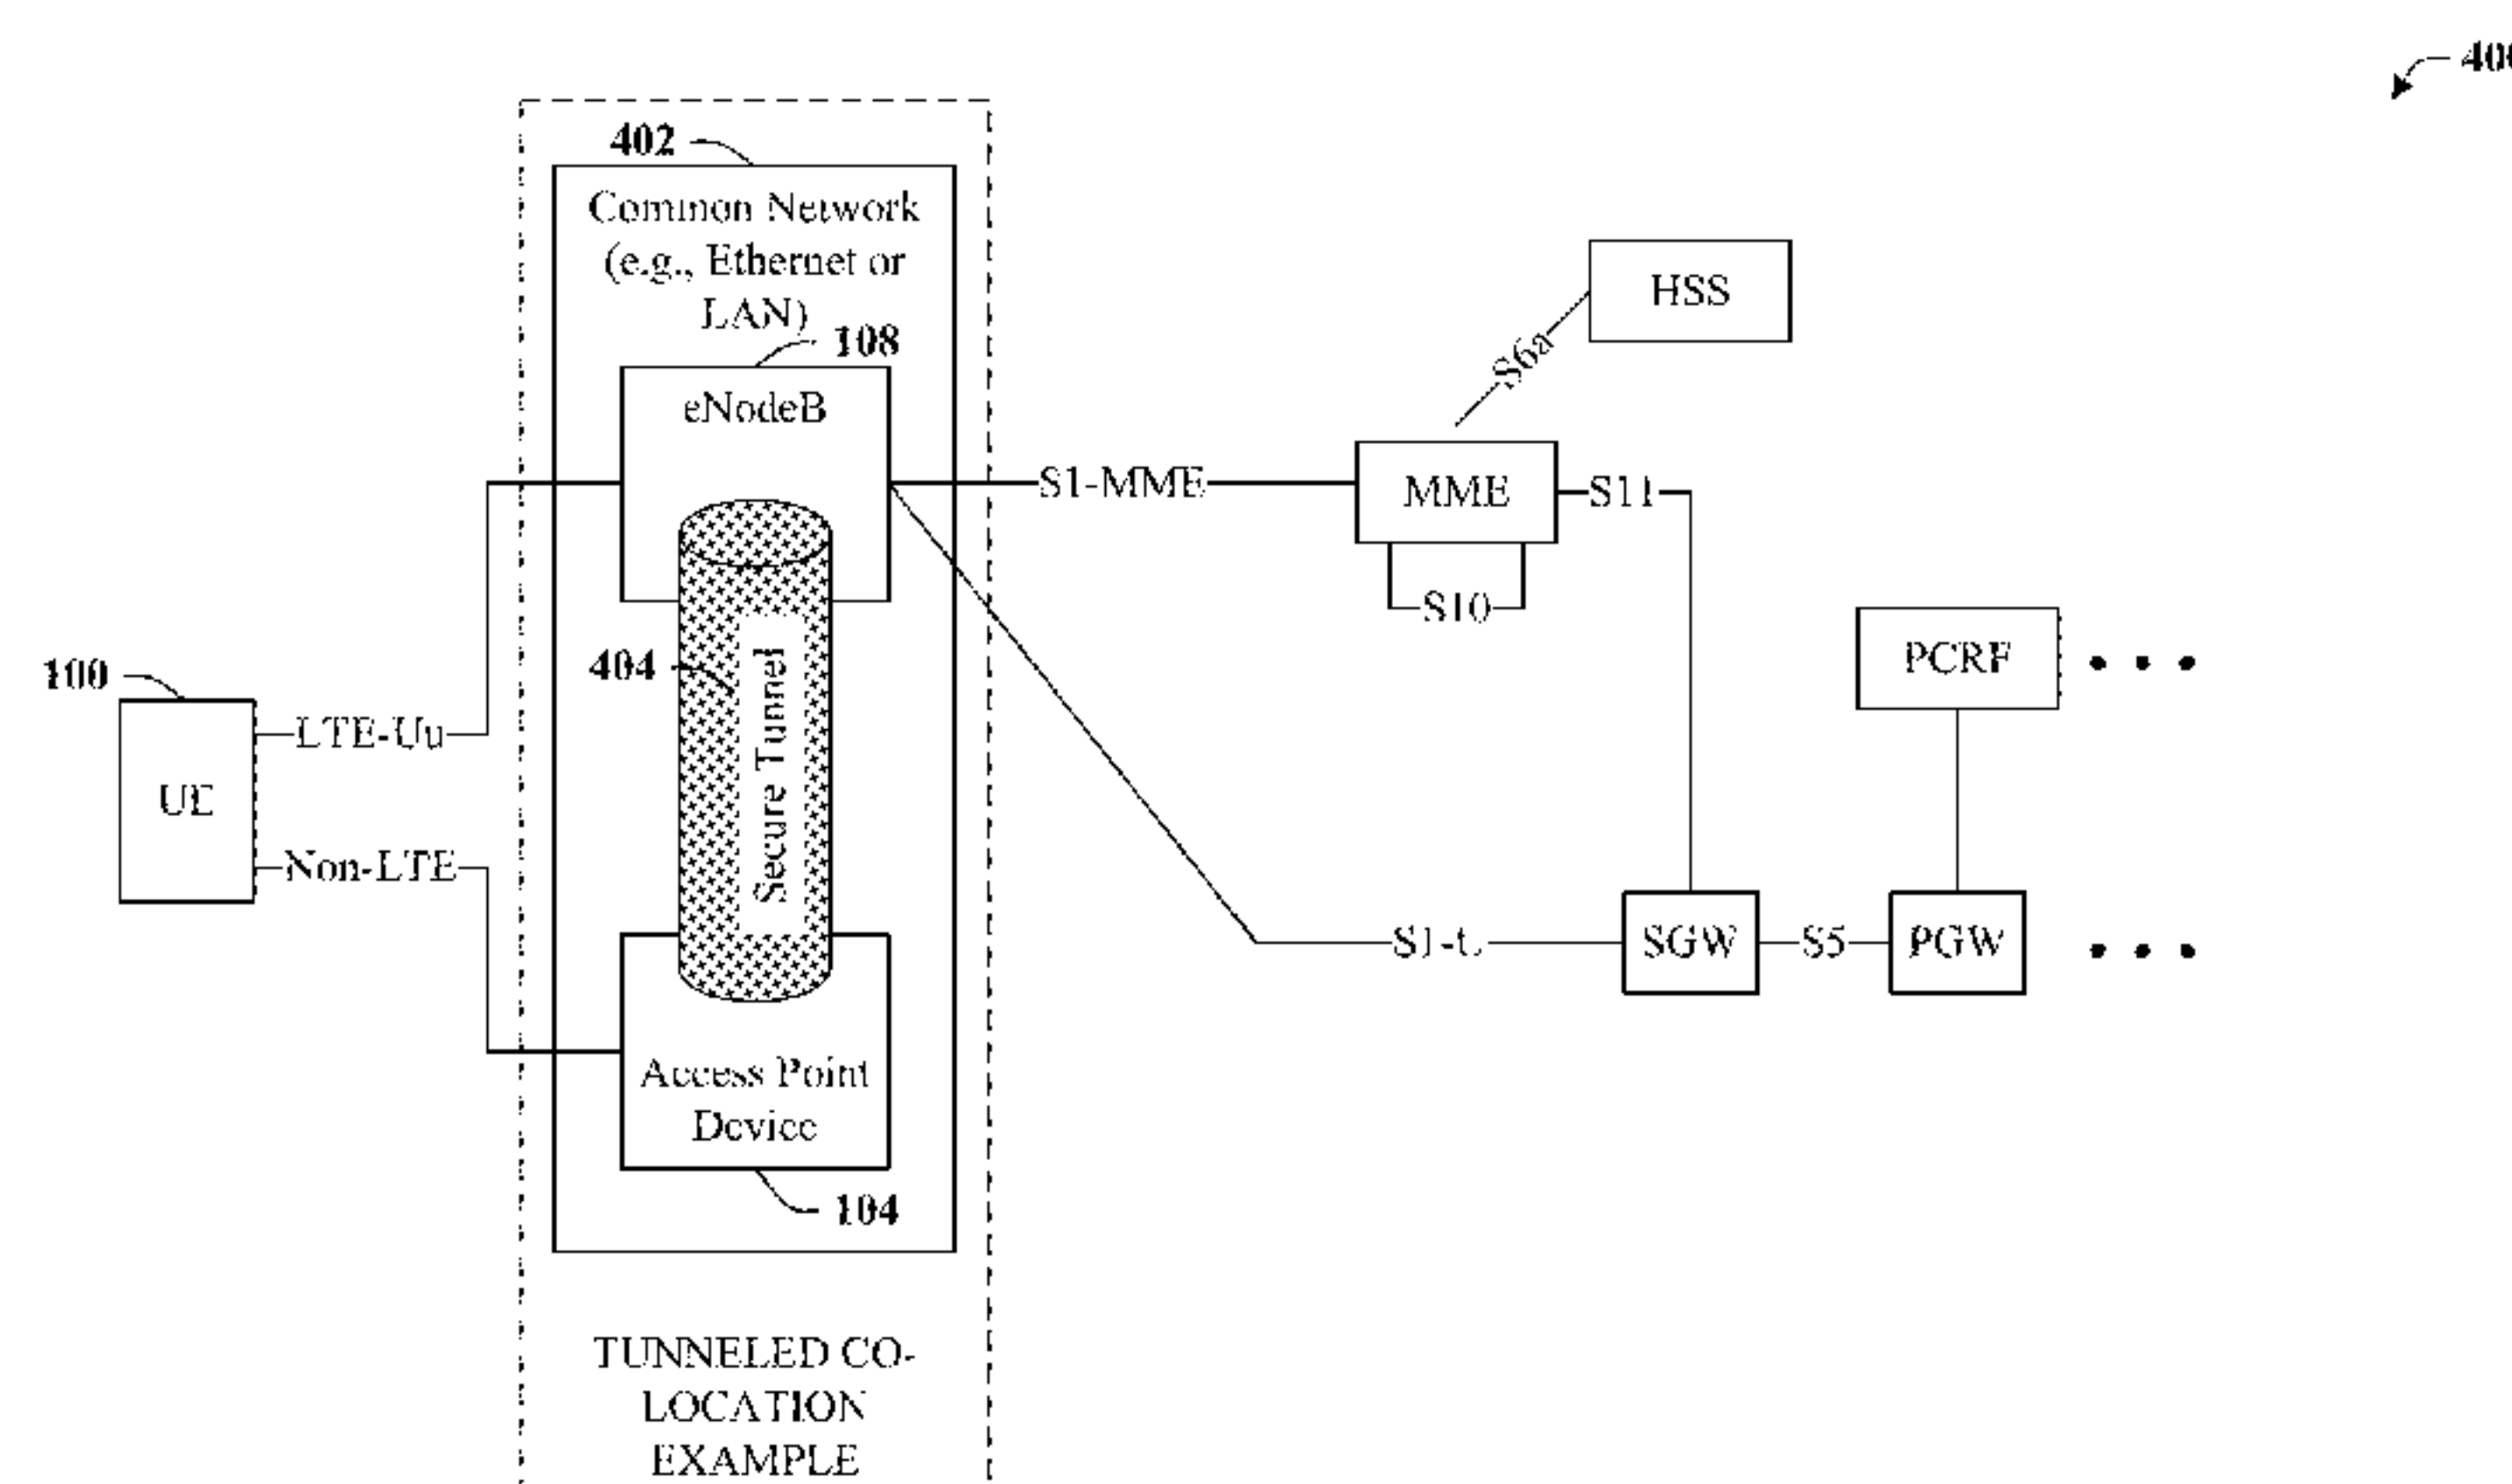 400
402
Common Network
(e.g., Ethernet or
LAN)
108
eNodeB
HSS
S6a
S1-MME
MME
S11
S10
404
Secure Tunnel
100
LTE-Uu
UE
Non-LTE
PCRF
S1-U
SGW
S5
PGW
Access Point
Device
104
TUNNELED CO-
LOCATION
EXAMPLE